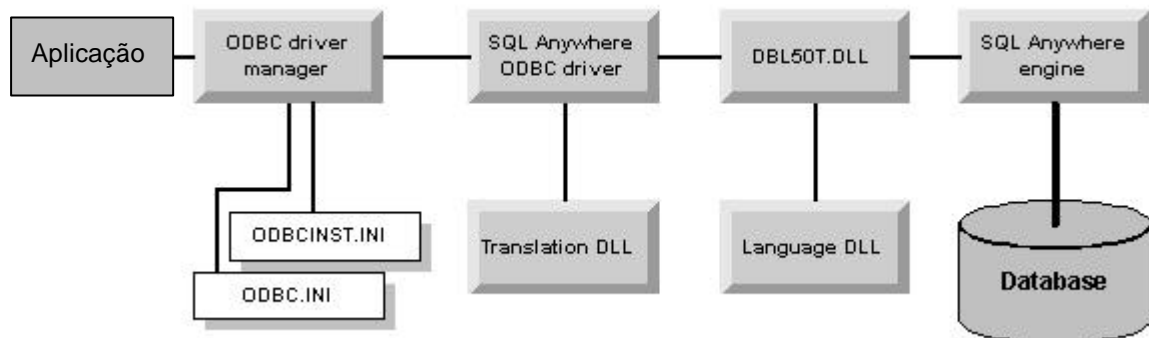 Aplicação
ODBC driver
manager
SQL Anywhere
ODBC driver
DBL50T.DLL
SQL Anywhere
engine
ODBCINST.INI
ODBC.INI
Translation DLL
Language DLL
Database